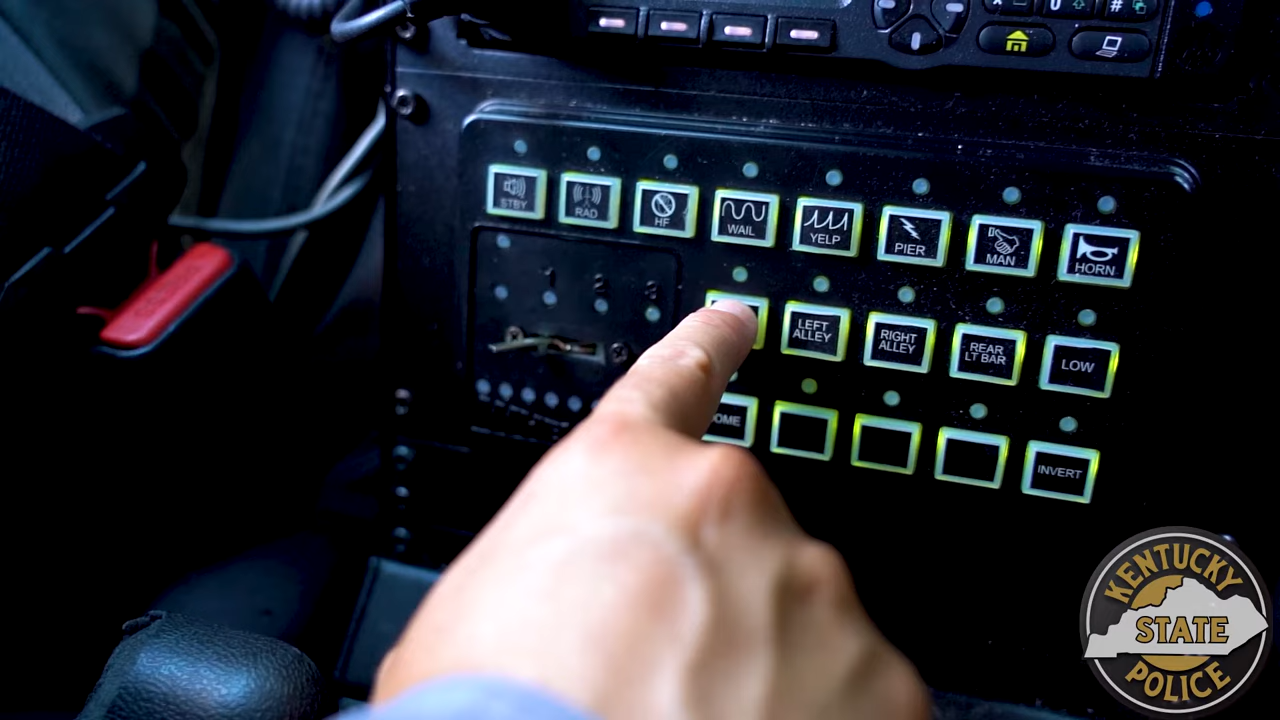 STBY
RAD
HF
WAIL
YELP
PIER
MAN
HORN
LEFT
ALLEY
RIGHT
ALLEY
REAR
LT BAR
LOW
OME
INVERT
KENTUCKY
STATE
POLICE